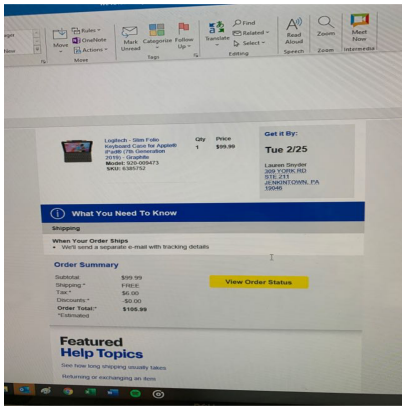 Rules
Find
Move
OneNote
Actions
Mark Unread
Categorize
Follow Up
Translate
Related
Select
Read Aloud
Zoom
Meet Now
Move
Tags
Editing
Speech
Zoom
Intermedia
Logitech - Slim Folio
Keyboard Case for Apple®
iPad® (7th Generation
2019) - Graphite
Model: 920-009473
SKU: 6385752
Qty Price
1 $99.99
Get it By:
Tue 2/25
Lauren Snyder
309 YORK RD
STE 211
JENKINTOWN, PA
19046
What You Need To Know
Shipping
When Your Order Ships
• We'll send a separate e-mail with tracking details
Order Summary
Subtotal: $99.99
Shipping:* FREE
Tax:* $6.00
Discounts:* -$0.00
Order Total:* $105.99
*Estimated
View Order Status
Featured
Help Topics
See how long shipping usually takes
Returning or exchanging an item